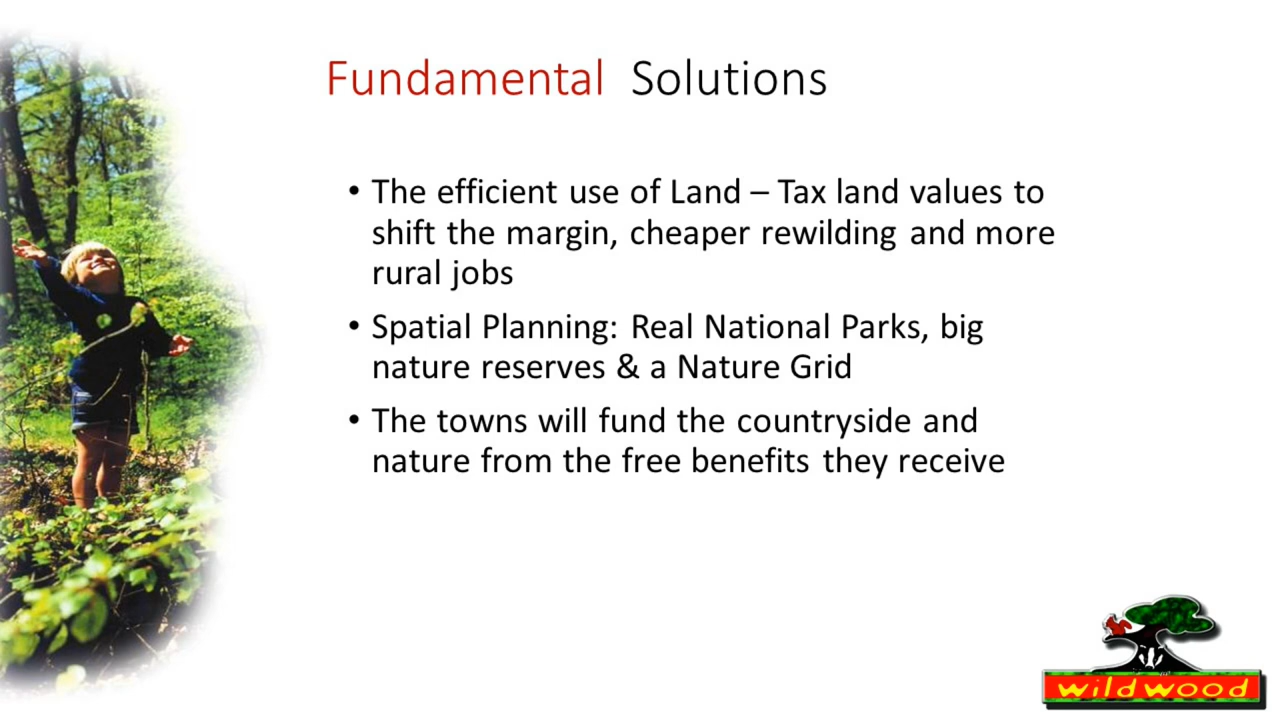 Fundamental Solutions
• The efficient use of Land – Tax land values to
shift the margin, cheaper rewilding and more
rural jobs
• Spatial Planning: Real National Parks, big
nature reserves & a Nature Grid
• The towns will fund the countryside and
nature from the free benefits they receive
wildwood